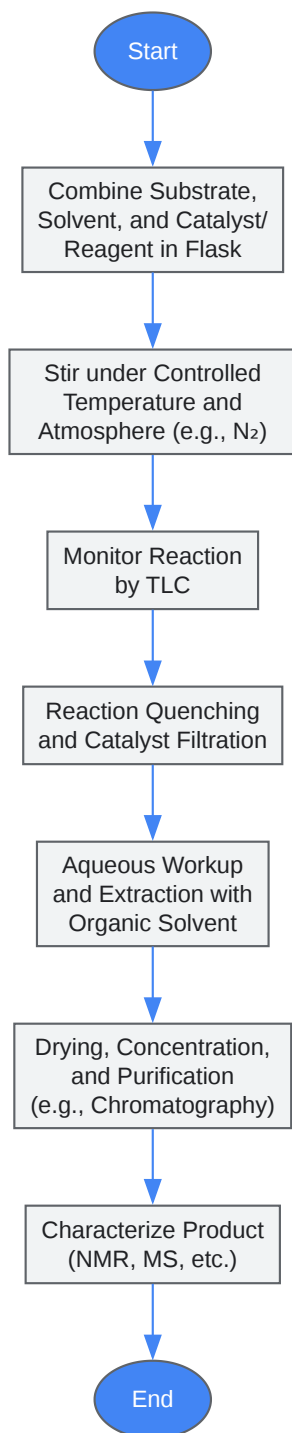 Start
Combine Substrate,
Solvent, and Catalyst/
Reagent in Flask
Stir under Controlled
Temperature and
Atmosphere (e.g., N₂)
Monitor Reaction
by TLC
Reaction Quenching
and Catalyst Filtration
Aqueous Workup
and Extraction with
Organic Solvent
Drying, Concentration,
and Purification
(e.g., Chromatography)
Characterize Product
(NMR, MS, etc.)
End